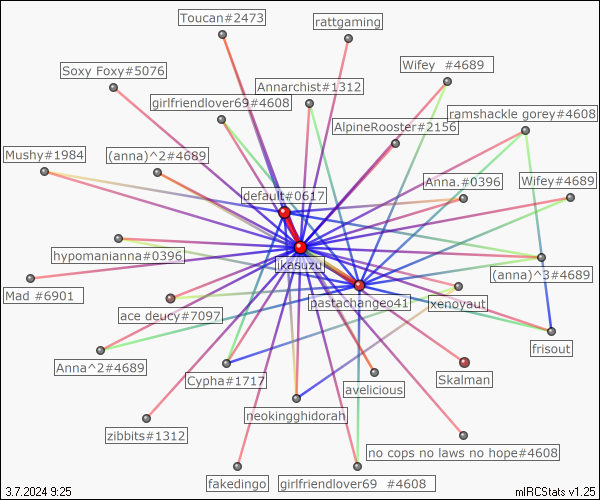 Toucan#2473
rattgaming
Soxy Foxy#5076
Wifey #4689
Annarchist#1312
girlfriendlover69#4608
ramshackle gorey#4608
AlpineRooster#2156
Mushy#1984
(anna)^2#4689
Anna.#0396
Wifey#4689
default#0617
hypomanianna#0396
ikasuzu
(anna)^3#4689
Mad #6901
pastachange041
xenoyaut
ace deucy#7097
frisout
Anna^2#4689
Cypha#1717
avelicious
Skalman
neokingghidorah
zibbits#1312
no cops no laws no hope#4608
fakedingo
girlfriendlover69 #4608
3.7.2024 9:25
mIRCStats v1.25